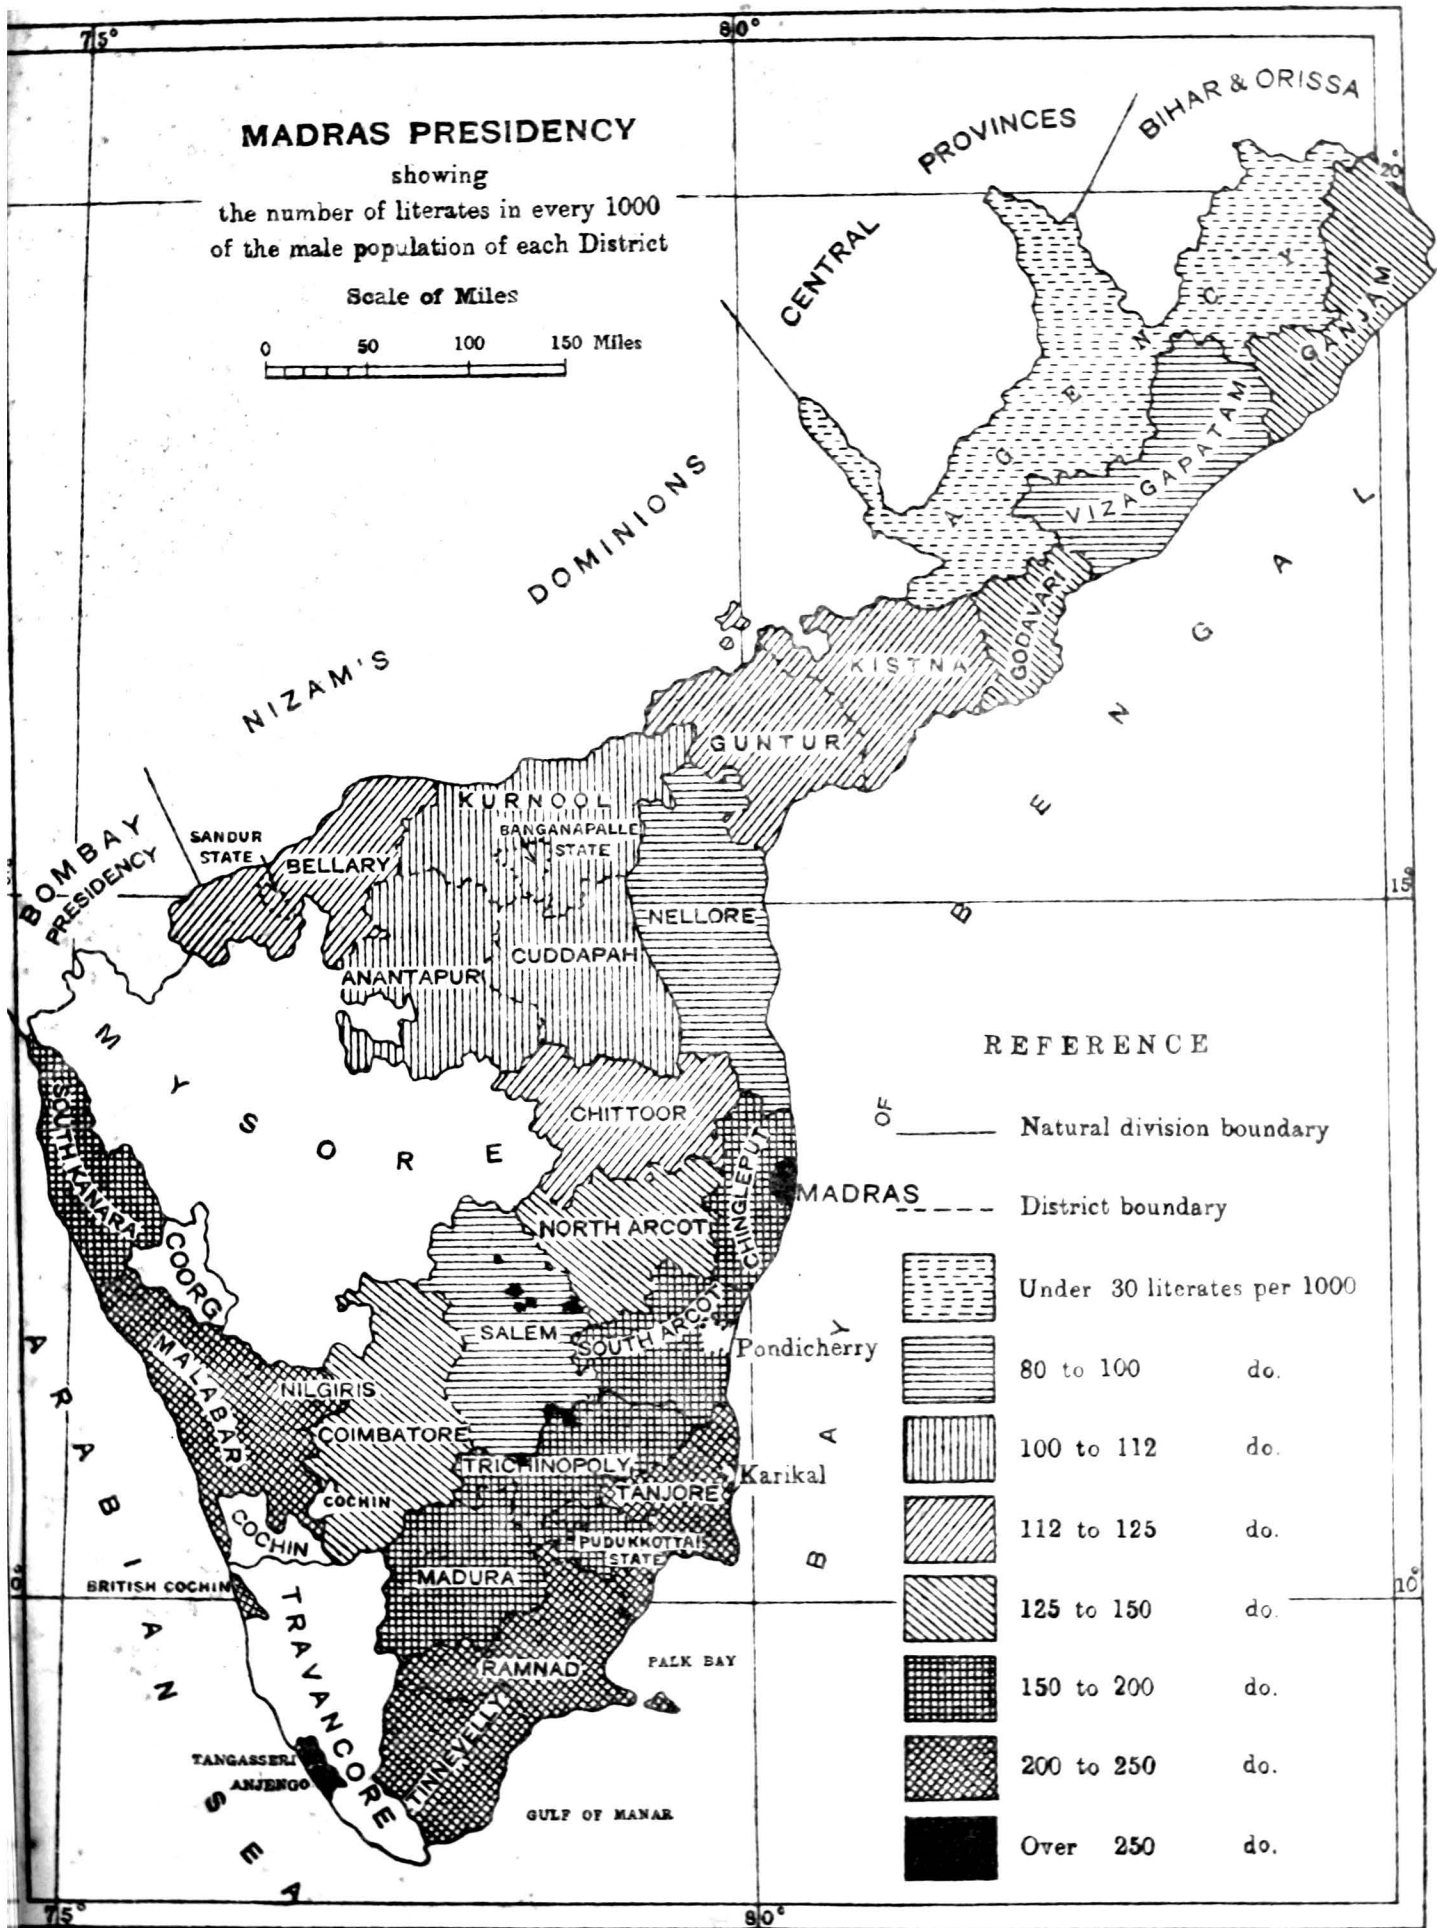 75°
80°
MADRAS PRESIDENCY
showing
the number of literates in every 1000
of the male population of each District
Scale of Miles
0 50 100 150 Miles
CENTRAL
PROVINCES
BIHAR & ORISSA
20°
AGENCY
GANJAM
VIZAGAPATAM
GODAVARI
KISTNA
GUNTUR
NIZAM'S
DOMINIONS
BOMBAY
PRESIDENCY
SANDUR
STATE
BELLARY
KURNOOL
BANGANAPALLE
STATE
15°
NELLORE
CUDDAPAH
ANANTAPUR
MYSORE
CHITTOOR
SOUTH KANARA
COORG
NORTH ARCOT
CHINGLEPUT
MADRAS
SALEM
SOUTH ARCOT
Pondicherry
MALABAR
NILGIRIS
COIMBATORE
TRICHINOPOLY
Karikal
TANJORE
COCHIN
COCHIN
PUDUKKOTTAI
STATE
MADURA
BRITISH COCHIN
10°
TRAVANCORE
RAMNAD
PALK BAY
TINNEVELLY
TANGASSERI
ANJENGO
GULF OF MANAR
ARABIAN SEA
BAY
OF
BENGAL
REFERENCE
Natural division boundary
District boundary
Under 30 literates per 1000
80 to 100 do.
100 to 112 do.
112 to 125 do.
125 to 150 do.
150 to 200 do.
200 to 250 do.
Over 250 do.
75°
80°